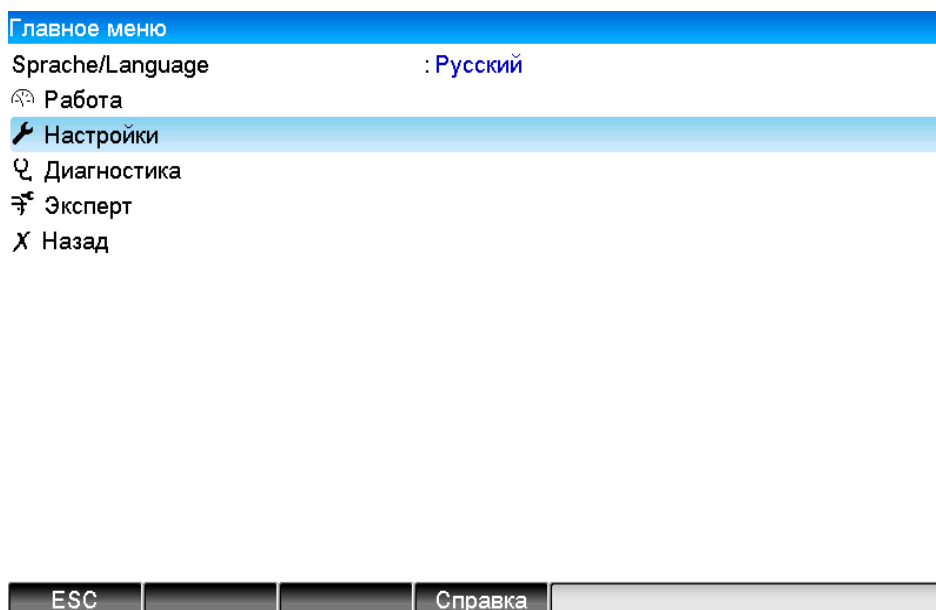 Главное меню
Sprache/Language : Русский
Работа
Настройки
Диагностика
Эксперт
X Назад
ESC Справка